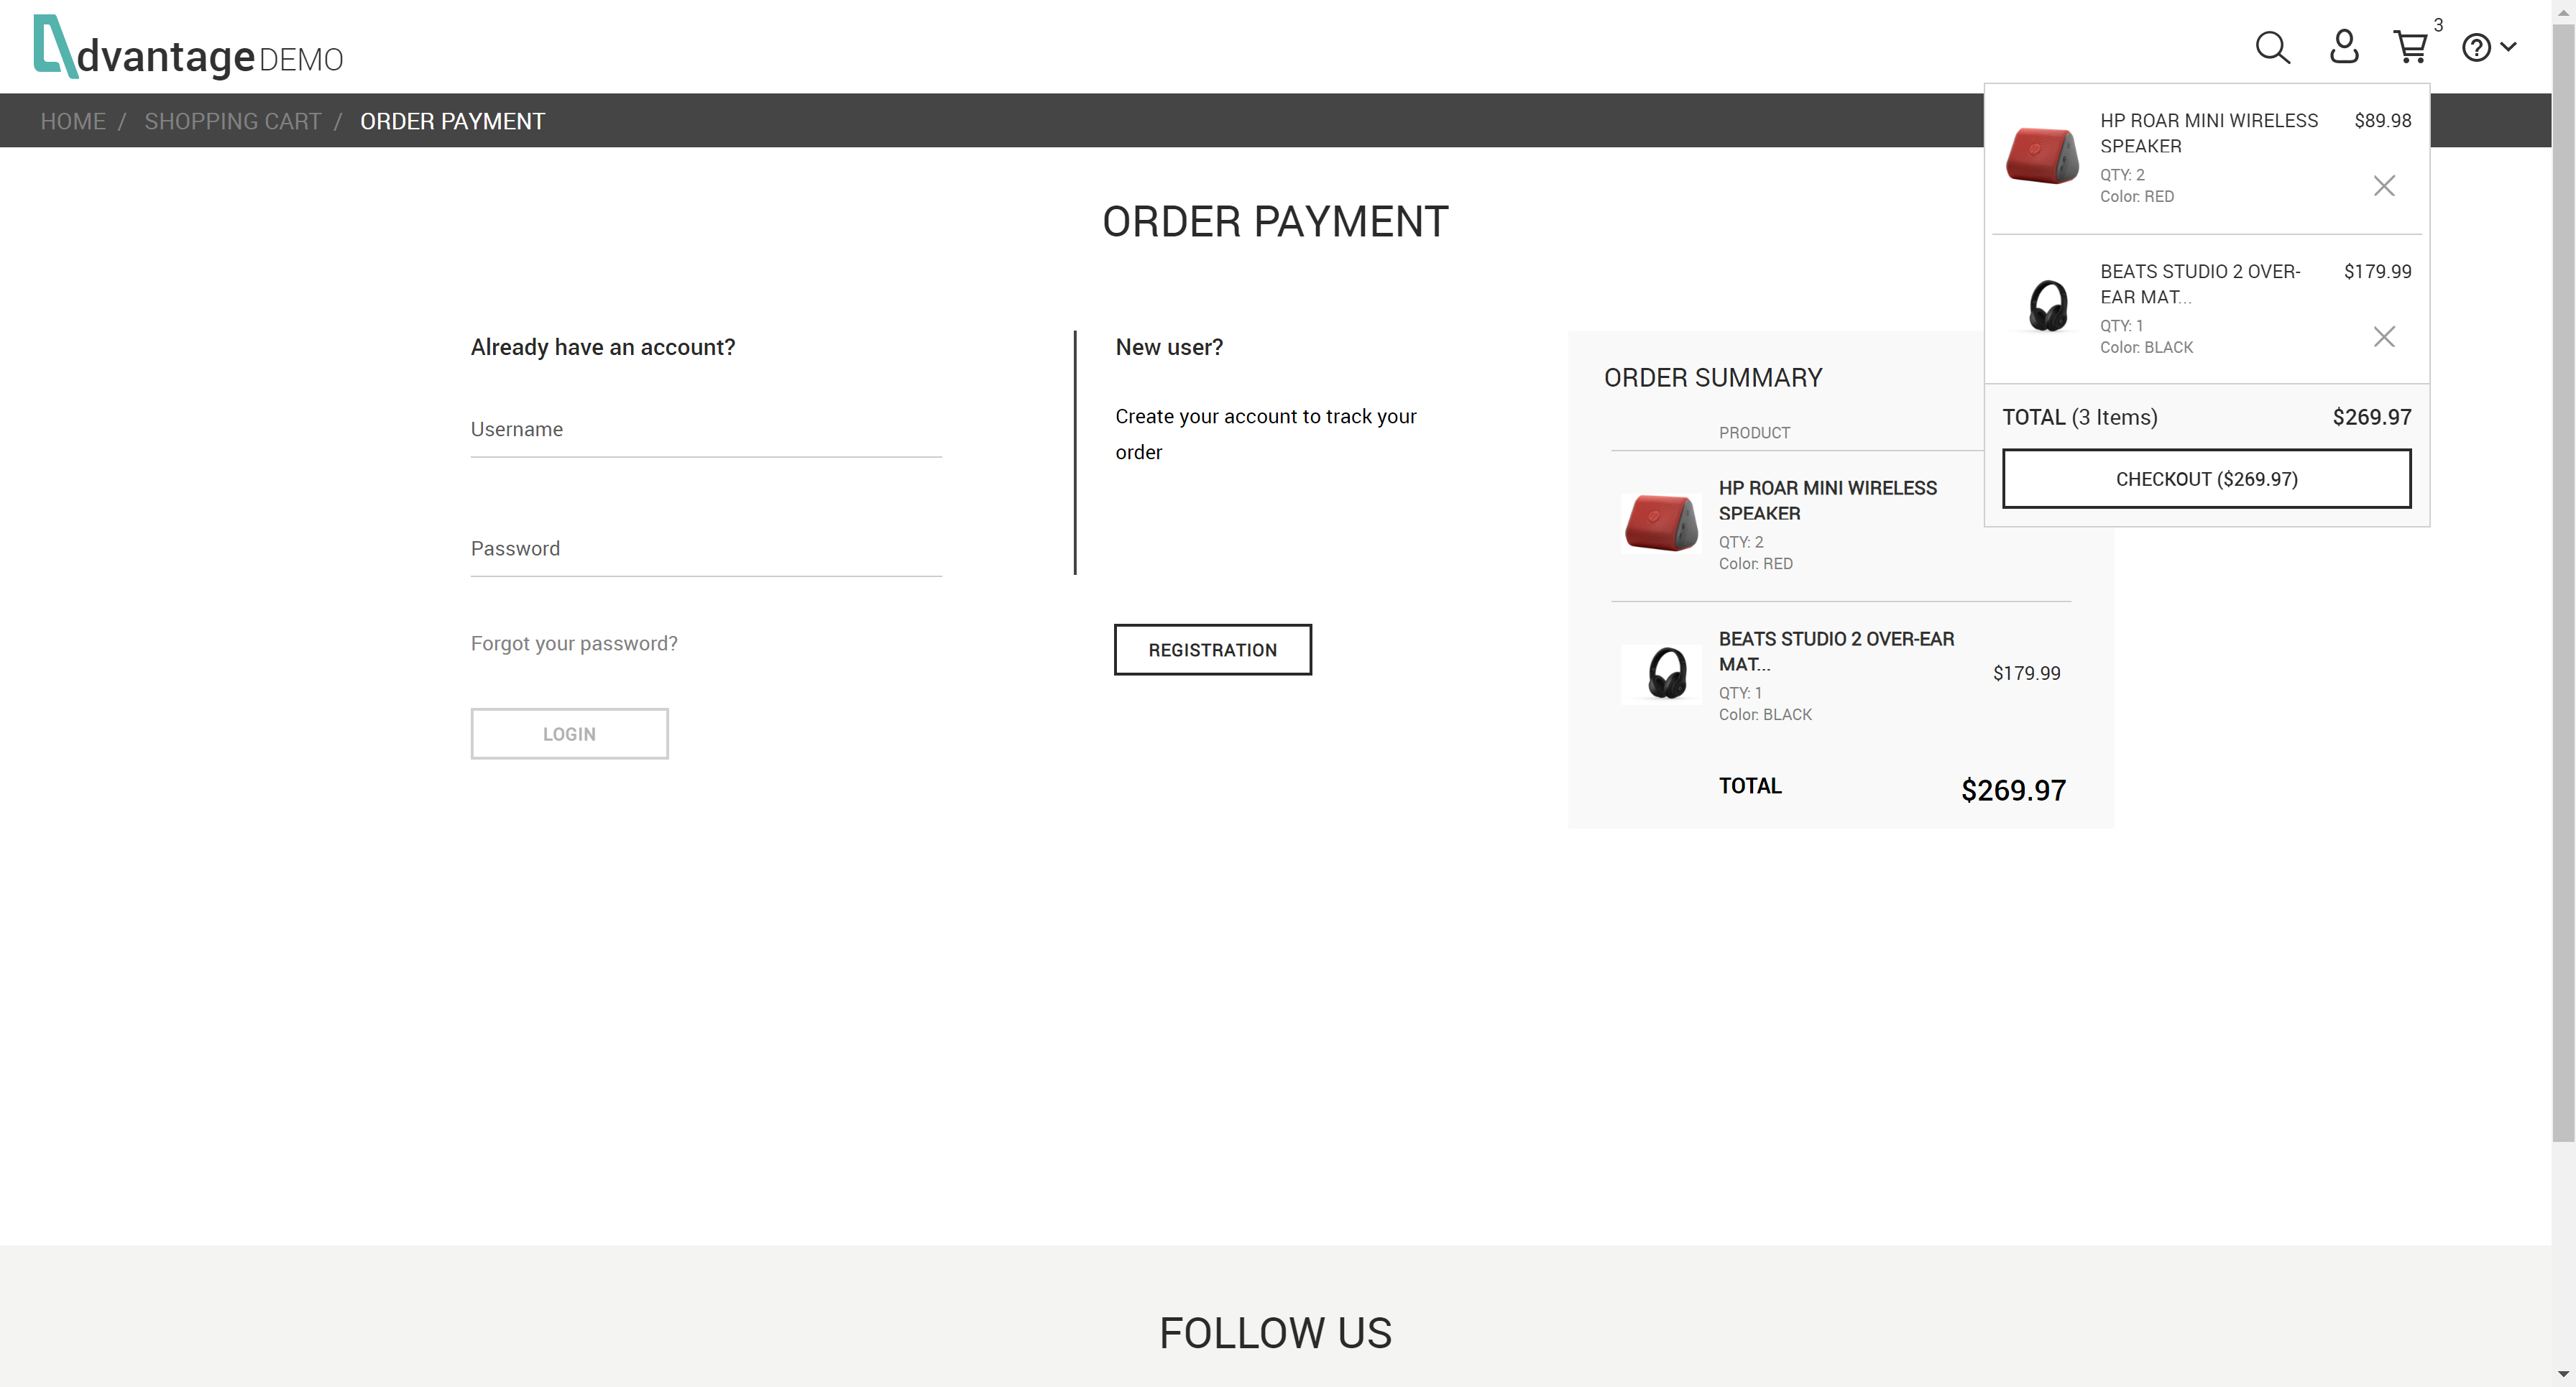 dvantage DEMO
3
HOME / SHOPPING CART / ORDER PAYMENT
HP ROAR MINI WIRELESS
SPEAKER
$89.98
QTY: 2
Color: RED
BEATS STUDIO 2 OVER-
EAR MAT...
$179.99
QTY: 1
Color: BLACK
TOTAL (3 Items) $269.97
CHECKOUT ($269.97)
ORDER PAYMENT
Already have an account?
Username
Password
Forgot your password?
LOGIN
New user?
Create your account to track your
order
REGISTRATION
ORDER SUMMARY
PRODUCT
HP ROAR MINI WIRELESS
SPEAKER
QTY: 2
Color: RED
BEATS STUDIO 2 OVER-EAR
MAT...
QTY: 1
Color: BLACK
$179.99
TOTAL $269.97
FOLLOW US